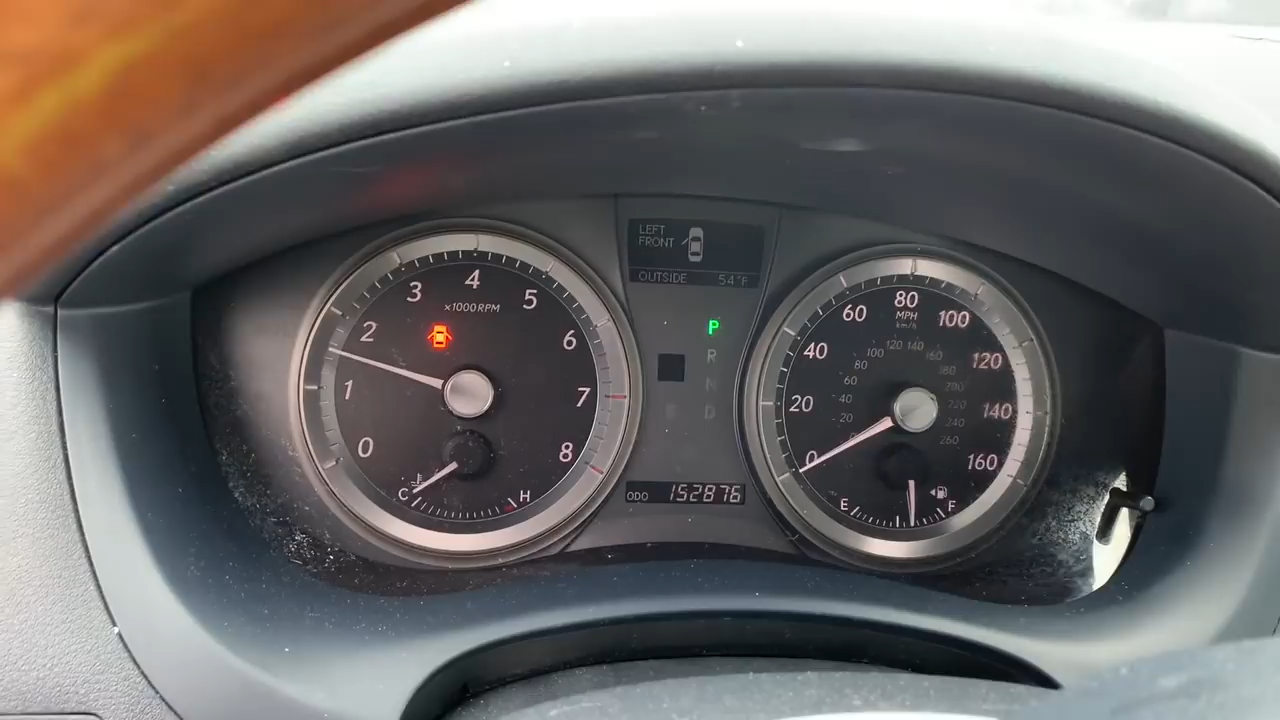 LEFT
FRONT
OUTSIDE 54°F
0 1 2 3 4 5 6 7 8
x1000RPM
C H
P
R
N
D
ODO 152876
0 20 40 60 80 100 120 140 160
MPH
km/h
20 40 60 80 100 120 140 160 180 200 220 240 260
E F